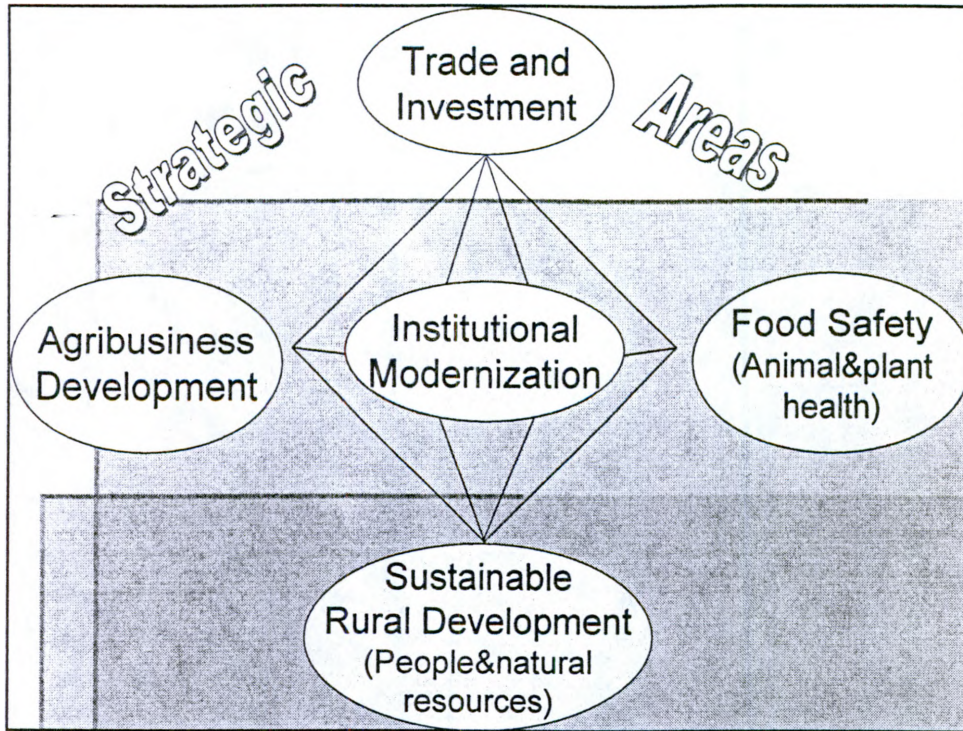 Strategic
Areas
Trade and
Investment
Agribusiness
Development
Institutional
Modernization
Food Safety
(Animal&plant
health)
Sustainable
Rural Development
(People&natural
resources)